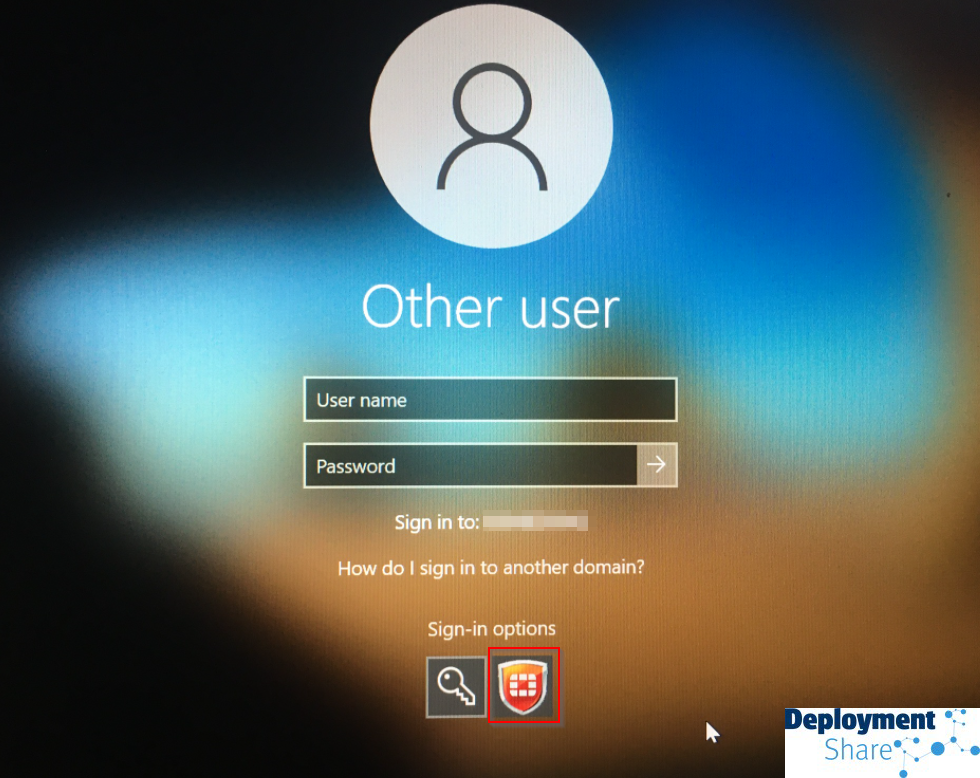 Other user
User name
Password
Sign in to:
How do I sign in to another domain?
Sign-in options
Deployment
Share